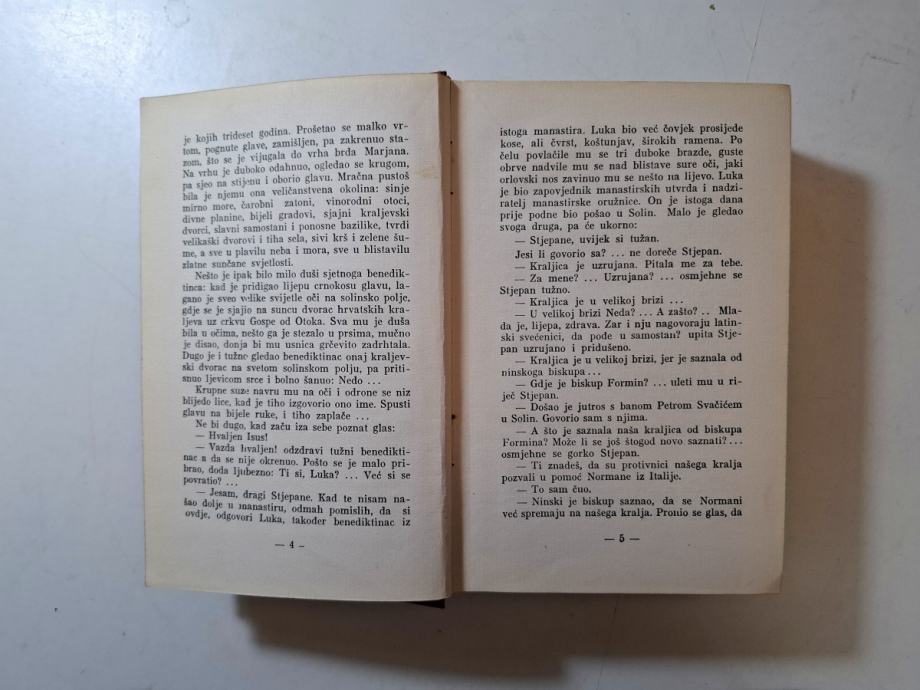 je kojih trideset godina. Prošetao se malko vr-
tom, pognute glave, zamišljen, pa zakrenuo sta-
zom, što se je vijugala do vrha brda Marjana.
Na vrhu je duboko odahnuo, ogledao se krugom,
pa sjeo na stijenu i oborio glavu. Mračna pustoš
bila je njemu ona veličanstvena okolina: sinje
mirno more, čarobni zatoni, vinorodni otoci,
divne planine, bijeli gradovi, sjajni kraljevski
dvorci, slavni samostani i ponosne bazilike, tvrdi
velikaški dvorovi i tiha sela, sivi krš i zelene šu-
me, a sve u plavilu neba i mora, sve u blistavilu
zlatne sunčane svjetlosti.
Nešto je ipak bilo milo duši sjetnoga benedik-
tinca: kad je pridigao lijepu crnokosu glavu, la-
gano je sveo velike svijetle oči na solinsko polje,
gdje se je sjajio na suncu dvorac hrvatskih kra-
ljeva uz crkvu Gospe od Otoka. Sva mu je duša
bila u očima, nešto ga je stezalo u prsima, mučno
je disao, donja bi mu usnica grčevito zadrhtala.
Dugo je i tužno gledao benediktinac onaj kraljev-
ski dvorac na svetom solinskom polju, pa priti-
snuo ljevicom srce i bolno šanuo: Nedo ...
Krupne suze navru mu na oči i odrone se niz
blijedo lice, kad je tiho izgovorio ono ime. Spusti
glavu na bijele ruke, i tiho zaplače ...
Ne bi dugo, kad začu iza sebe poznat glas:
— Hvaljen Isus!
— Vazda hvaljen! odzdravi tužni benedikti-
nac a da se nije okrenuo. Pošto se je malo pri-
brao, doda ljubezno: Ti si, Luka? ... Već si se
povratio? ...
— Jesam, dragi Stjepane. Kad te nisam na-
šao dolje u manastiru, odmah pomislih, da si
ovdje, odgovori Luka, također benediktinac iz
— 4 —
istoga manastira. Luka bio već čovjek prosijede
kose, ali čvrst, koštunjav, širokih ramena. Po
čelu povlačile mu se tri duboke brazde, guste
obrve nadvile mu se nad blistave sure oči, jaki
orlovski nos zavinuo mu se nešto na lijevo. Luka
je bio zapovjednik manastirskih utvrda i nadzi-
ratelj manastirske oružnice. On je istoga dana
prije podne bio pošao u Solin. Malo je gledao
svoga druga, pa će ukorno:
— Stjepane, uvijek si tužan.
Jesi li govorio sa? ... ne doreče Stjepan.
— Kraljica je uzrujana. Pitala me za tebe.
— Za mene? ... Uzrujana? ... osmjehne se
Stjepan tužno.
— Kraljica je u velikoj brizi ...
— U velikoj brizi Neda? ... A zašto? .. Mla-
da je, lijepa, zdrava. Zar i nju nagovoraju latin-
ski svećenici, da pođe u samostan? upita Stje-
pan uzrujano i pridušeno.
— Kraljica je u velikoj brizi, jer je saznala od
ninskoga biskupa ...
— Gdje je biskup Formin? ... uleti mu u ri-
ječ Stjepan.
— Došao je jutros s banom Petrom Svačićem
u Solin. Govorio sam s njima.
— A što je saznala naša kraljica od biskupa
Formina? Može li se još štogod novo saznati? ...
osmjehne se gorko Stjepan.
— Ti znadeš, da su protivnici našega kralja
pozvali u pomoć Normane iz Italije.
— To sam čuo.
— Ninski je biskup saznao, da se Normani
već spremaju na našega kralja. Pronio se glas, da
— 5 —